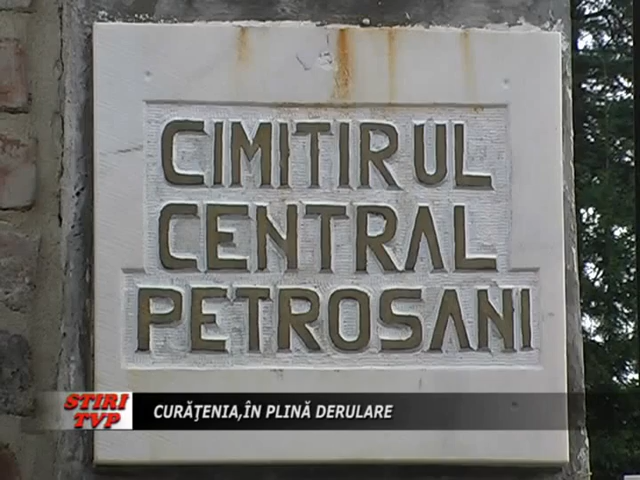 CIMITIRUL
CENTRAL
PETROSANI
STIRI
TVP
CURĂŢENIA,ÎN PLINĂ DERULARE